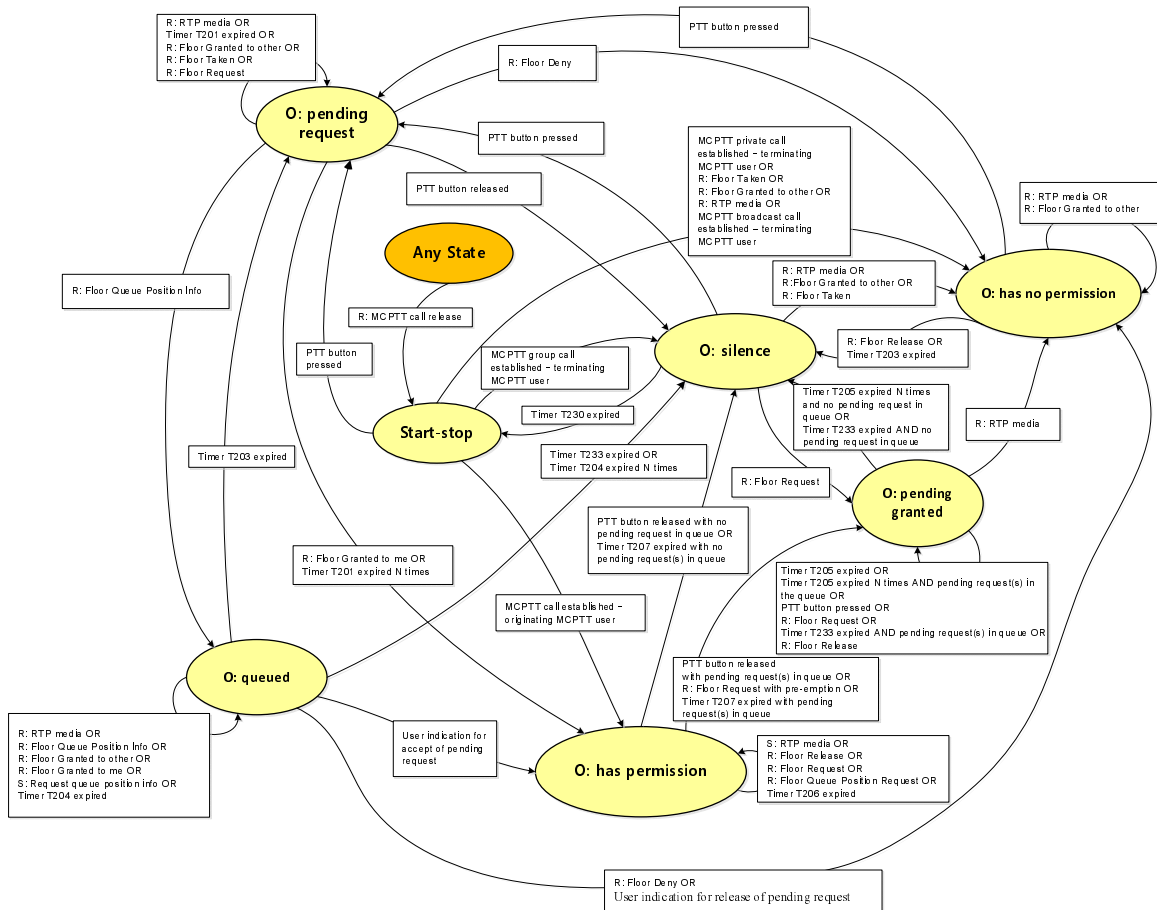 R: RTP media OR
Timer T201 expired OR
R: Floor Granted to other OR
R: Floor Taken OR
R: Floor Request
PTT button pressed
R: Floor Deny
O: pending
request
PTT button pressed
MCPTT private call
established – terminating
MCPTT user OR
R: Floor Taken OR
R: Floor Granted to other OR
R: RTP media OR
MCPTT broadcast call
established – terminating
MCPTT user
PTT button released
R: RTP media OR
R: Floor Granted to other
Any State
R: Floor Queue Position Info
R: RTP media OR
R:Floor Granted to other OR
R: Floor Taken
O: has no permission
R: MCPTT call release
R: Floor Release OR
Timer T203 expired
PTT button
pressed
MCPTT group call
established – terminating
MCPTT user
O: silence
Timer T205 expired N times
and no pending request in
queue OR
Timer T233 expired AND no
pending request in queue
Timer T230 expired
R: RTP media
Start-stop
Timer T203 expired
Timer T233 expired OR
Timer T204 expired N times
R: Floor Request
O: pending
granted
PTT button released with no
pending request in queue OR
Timer T207 expired with no
pending request(s) in queue
R: Floor Granted to me OR
Timer T201 expired N times
Timer T205 expired OR
Timer T205 expired N times AND pending request(s) in
the queue OR
PTT button pressed OR
R: Floor Request OR
Timer T233 expired AND pending request(s) in queue OR
R: Floor Release
MCPTT call established –
originating MCPTT user
O: queued
PTT button released
with pending request(s) in queue OR
R: Floor Request with pre-emption OR
Timer T207 expired with pending
request(s) in queue
R: RTP media OR
R: Floor Queue Position Info OR
R: Floor Granted to other OR
R: Floor Granted to me OR
S: Request queue position info OR
Timer T204 expired
User indication for
accept of pending
request
O: has permission
S: RTP media OR
R: Floor Release OR
R: Floor Request OR
R: Floor Queue Position Request OR
Timer T206 expired
R: Floor Deny OR
User indication for release of pending request